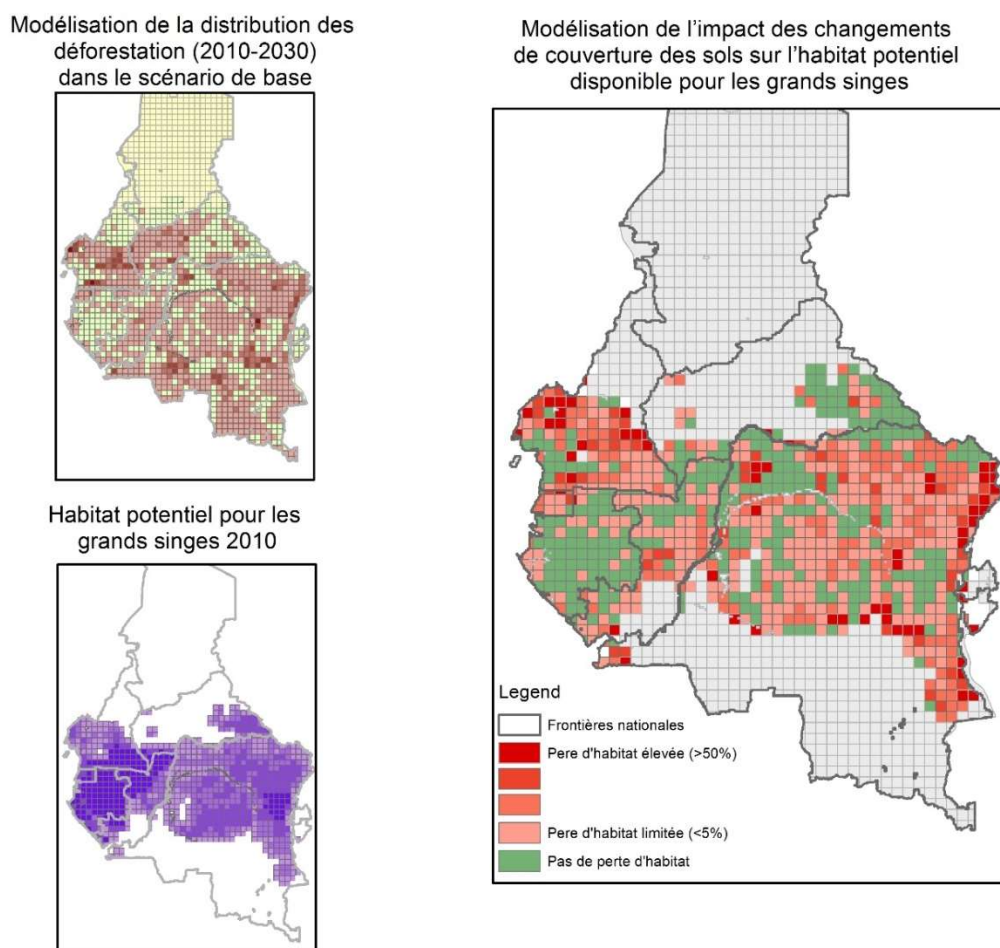 Modélisation de la distribution des
déforestation (2010-2030)
dans le scénario de base
Habitat potentiel pour les
grands singes 2010
Modélisation de l'impact des changements
de couverture des sols sur l'habitat potentiel
disponible pour les grands singes
Legend
Frontières nationales
Pere d'habitat élevée (>50%)
Pere d'habitat limitée (<5%)
Pas de perte d'habitat